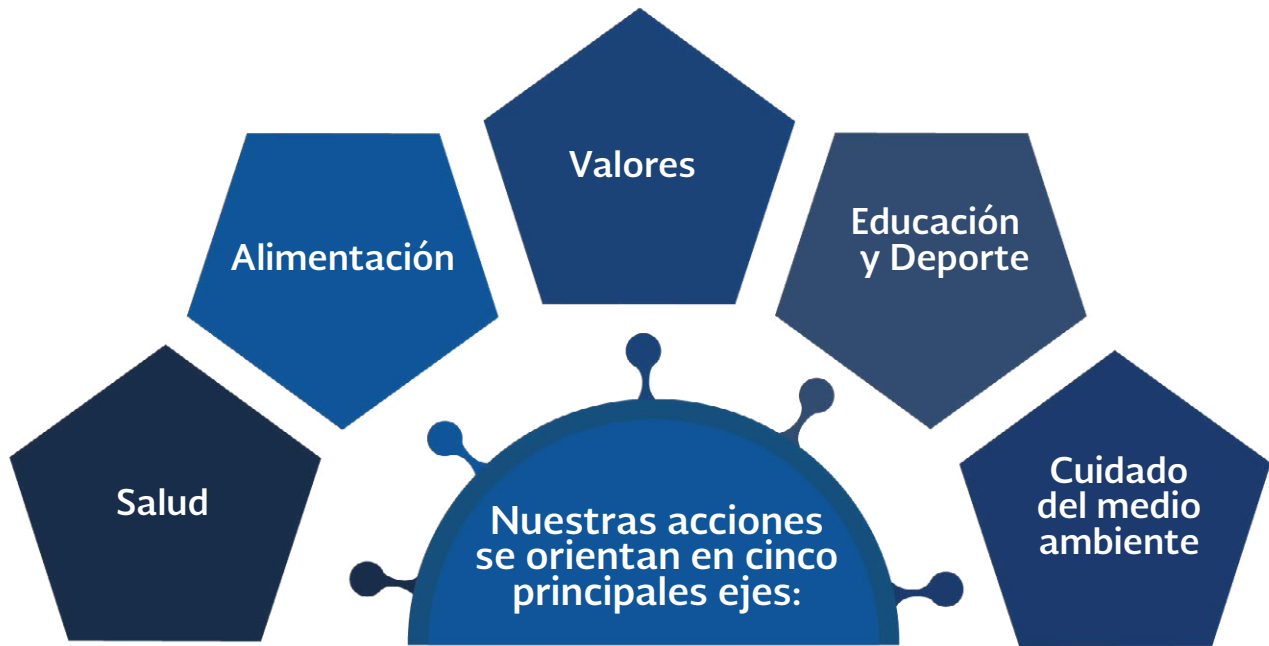 Valores
Alimentación
Educación
y Deporte
Salud
Cuidado
del medio
ambiente
Nuestras acciones
se orientan en cinco
principales ejes: